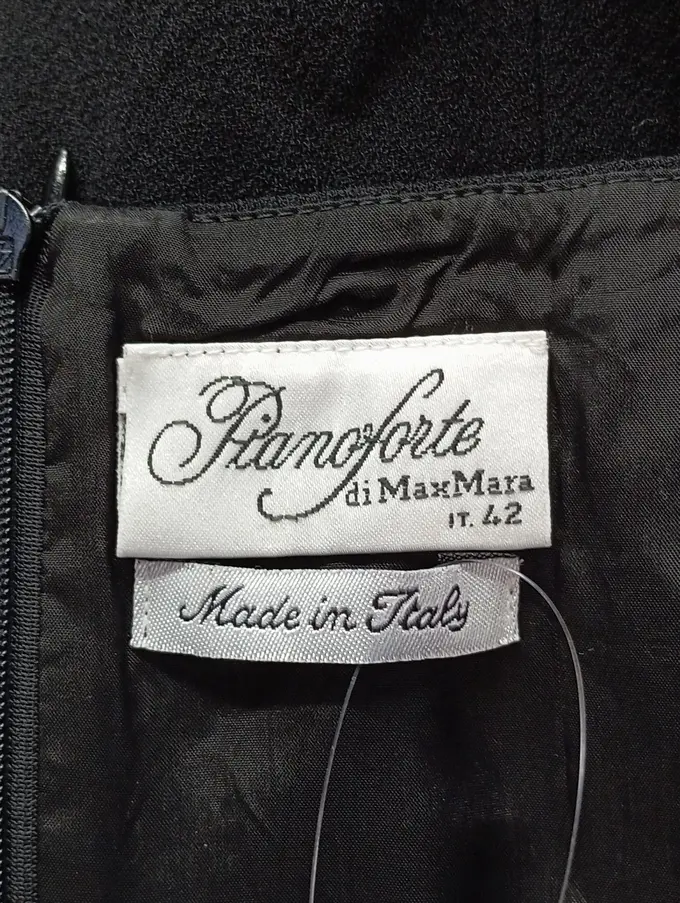 Pianoforte
di MaxMara
IT. 42
Made in Italy